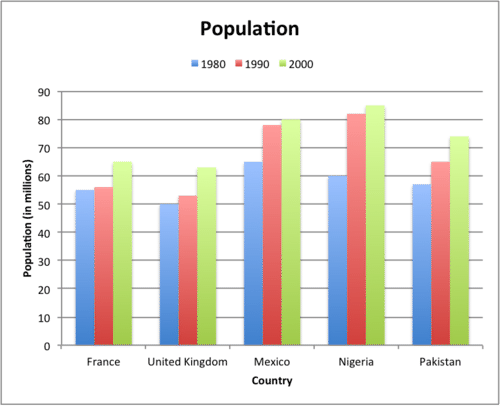 Population
1980 1990 2000
Population (in millions)
90
80
70
60
50
40
30
20
10
0
France United Kingdom Mexico Nigeria Pakistan
Country